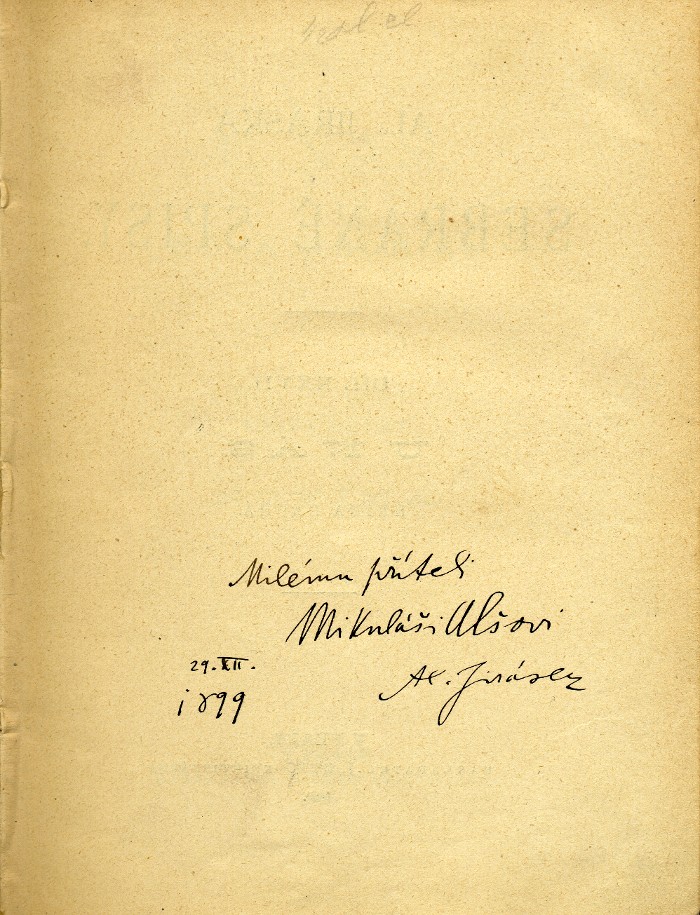 Milému příteli
Mikuláši Alšovi
29. XII.
Al. Jirásek
1899